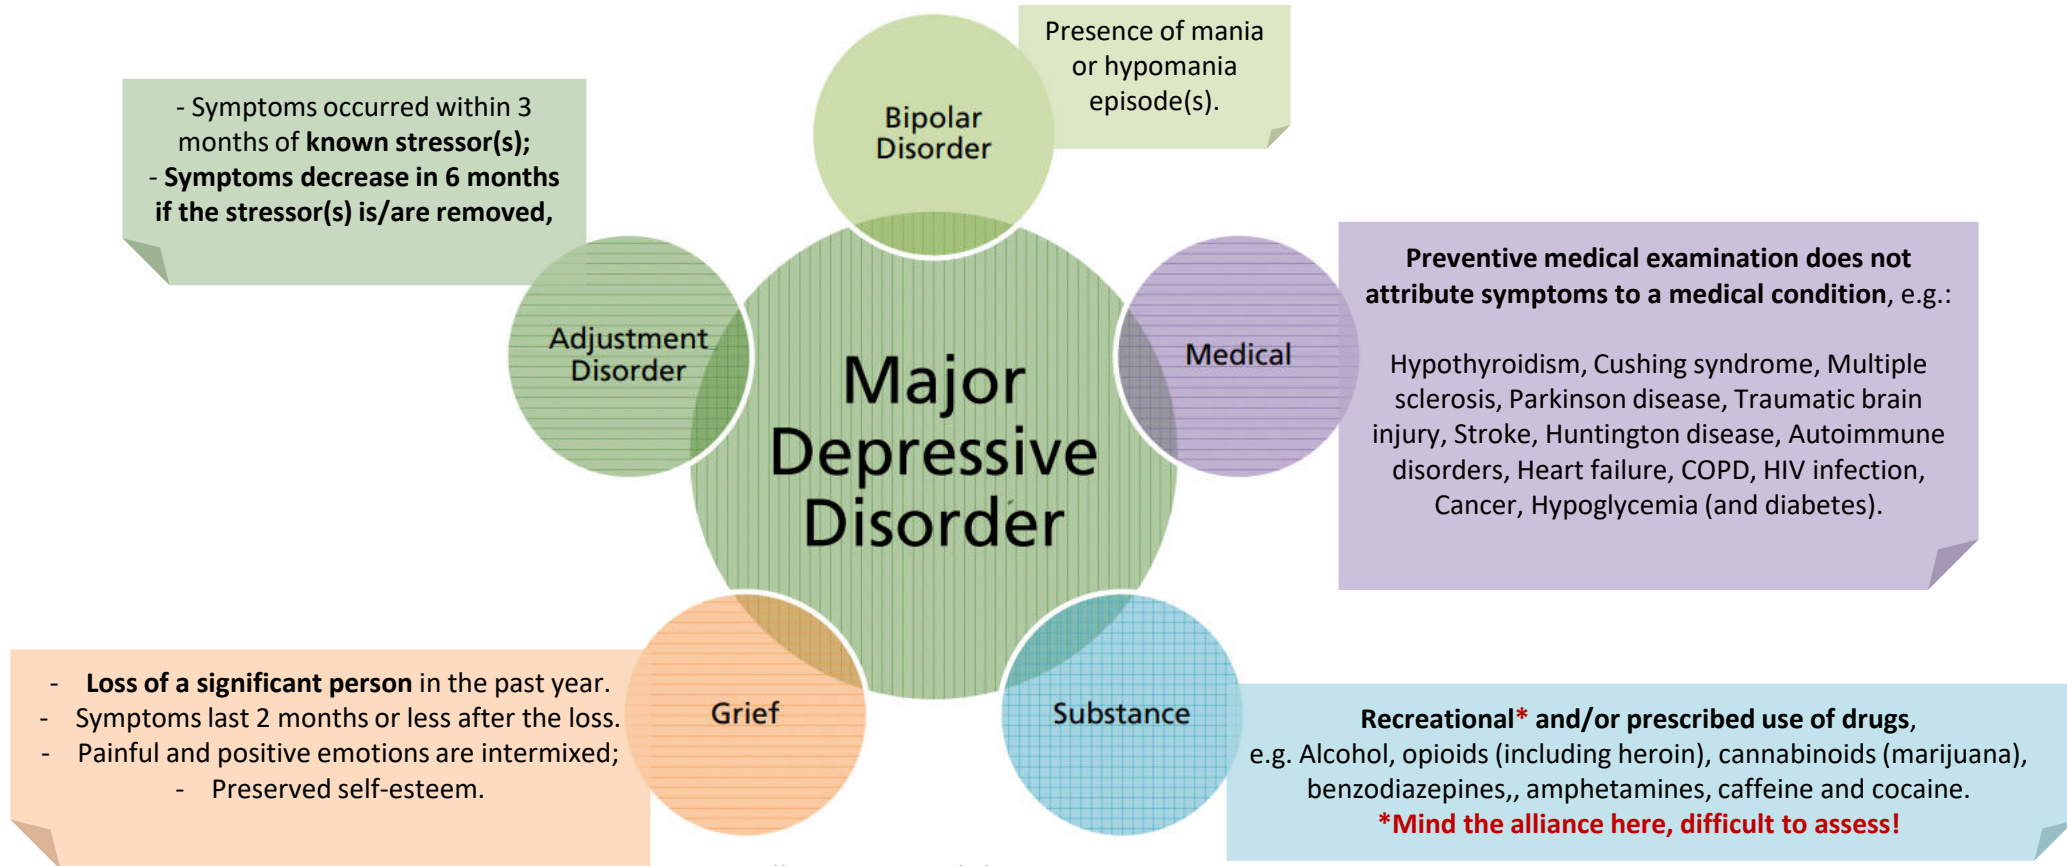 Presence of mania
or hypomania
episode(s).
Bipolar
Disorder
- Symptoms occurred within 3
months of known stressor(s);
- Symptoms decrease in 6 months
if the stressor(s) is/are removed,
Adjustment
Disorder
Major
Depressive
Disorder
Medical
Preventive medical examination does not
attribute symptoms to a medical condition, e.g.:
Hypothyroidism, Cushing syndrome, Multiple
sclerosis, Parkinson disease, Traumatic brain
injury, Stroke, Huntington disease, Autoimmune
disorders, Heart failure, COPD, HIV infection,
Cancer, Hypoglycemia (and diabetes).
- Loss of a significant person in the past year.
- Symptoms last 2 months or less after the loss.
- Painful and positive emotions are intermixed;
- Preserved self-esteem.
Grief
Substance
Recreational* and/or prescribed use of drugs,
e.g. Alcohol, opioids (including heroin), cannabinoids (marijuana),
benzodiazepines,, amphetamines, caffeine and cocaine.
*Mind the alliance here, difficult to assess!